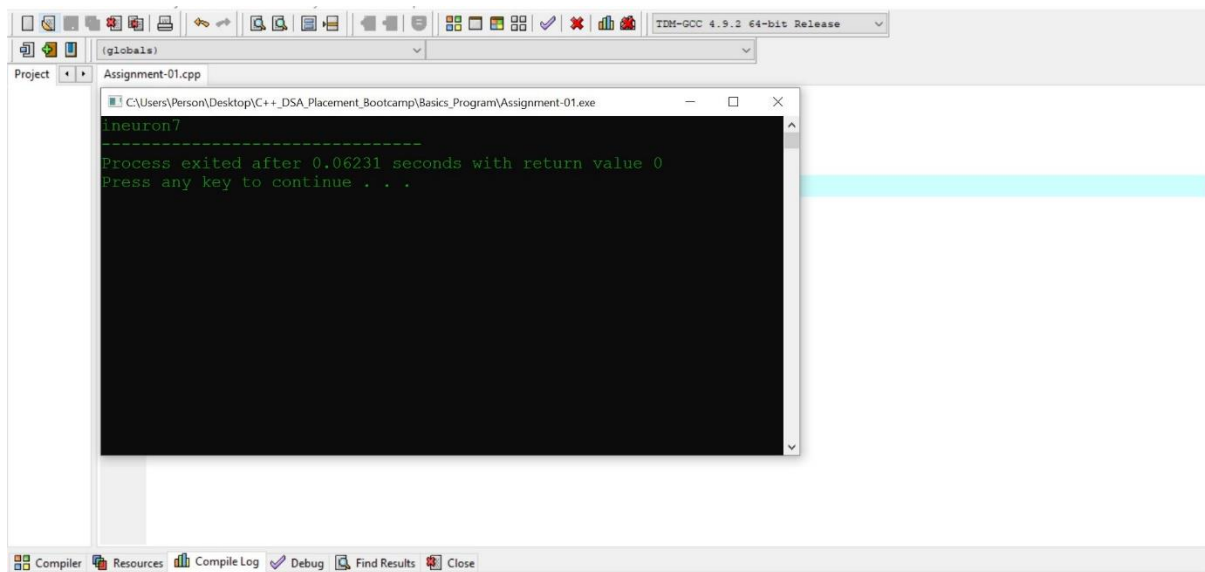 TDM-GCC 4.9.2 64-bit Release
(globals)
Project
Assignment-01.cpp
C:\Users\Person\Desktop\C++_DSA_Placement_Bootcamp\Basics_Program\Assignment-01.exe
ineuron7
--------------------------------
Process exited after 0.06231 seconds with return value 0
Press any key to continue . . .
Compiler Resources Compile Log Debug Find Results Close